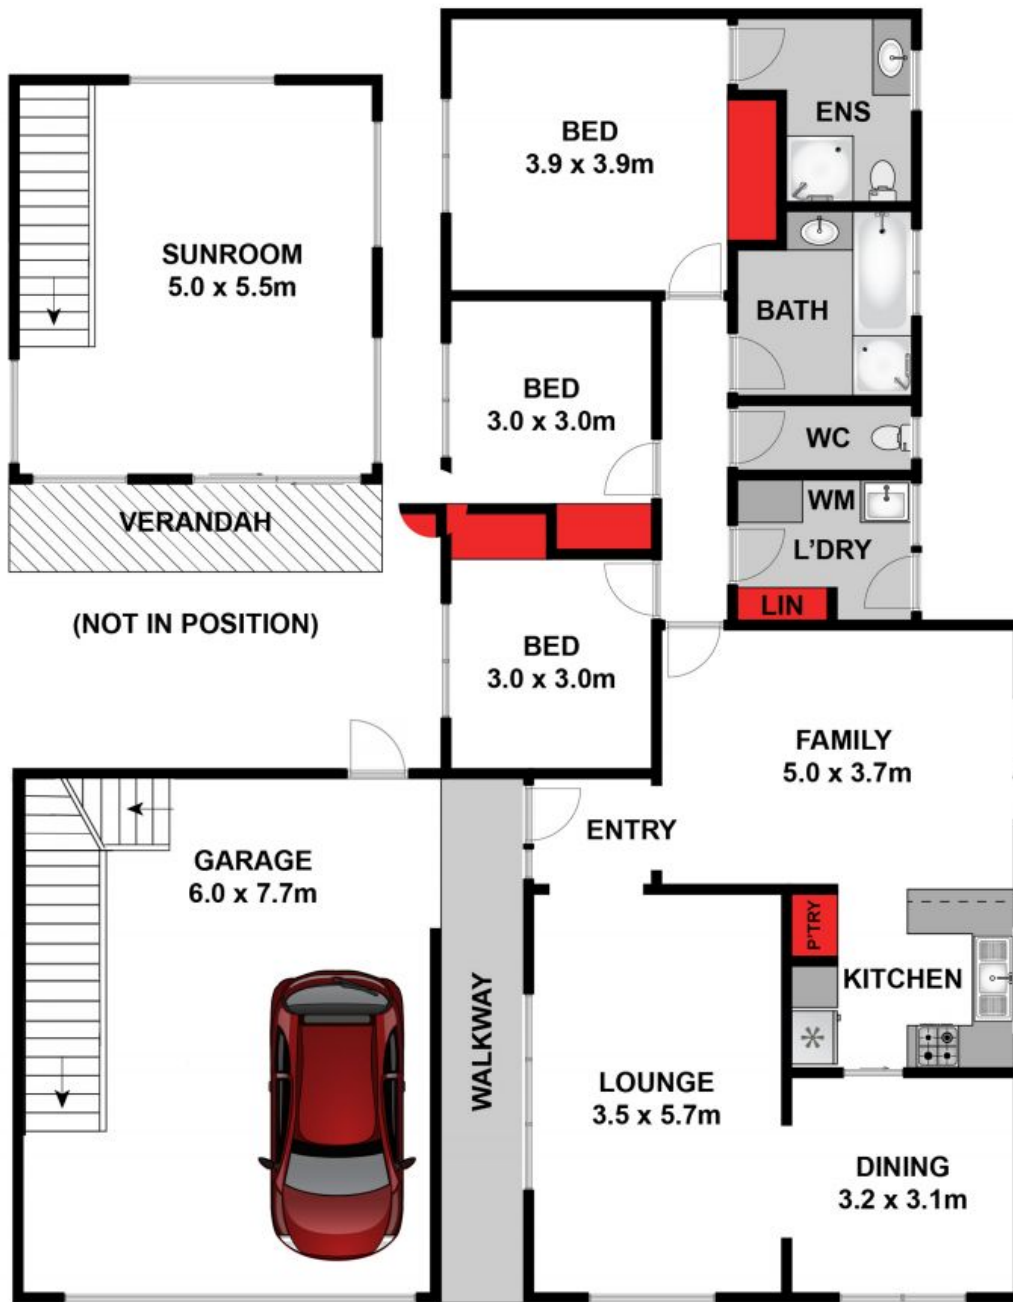 BED
3.9 x 3.9m
ENS
SUNROOM
5.0 x 5.5m
BATH
BED
3.0 x 3.0m
WC
WM
VERANDAH
L'DRY
LIN
(NOT IN POSITION)
BED
3.0 x 3.0m
FAMILY
5.0 x 3.7m
ENTRY
GARAGE
6.0 x 7.7m
P'TRY
KITCHEN
WALKWAY
LOUNGE
3.5 x 5.7m
DINING
3.2 x 3.1m